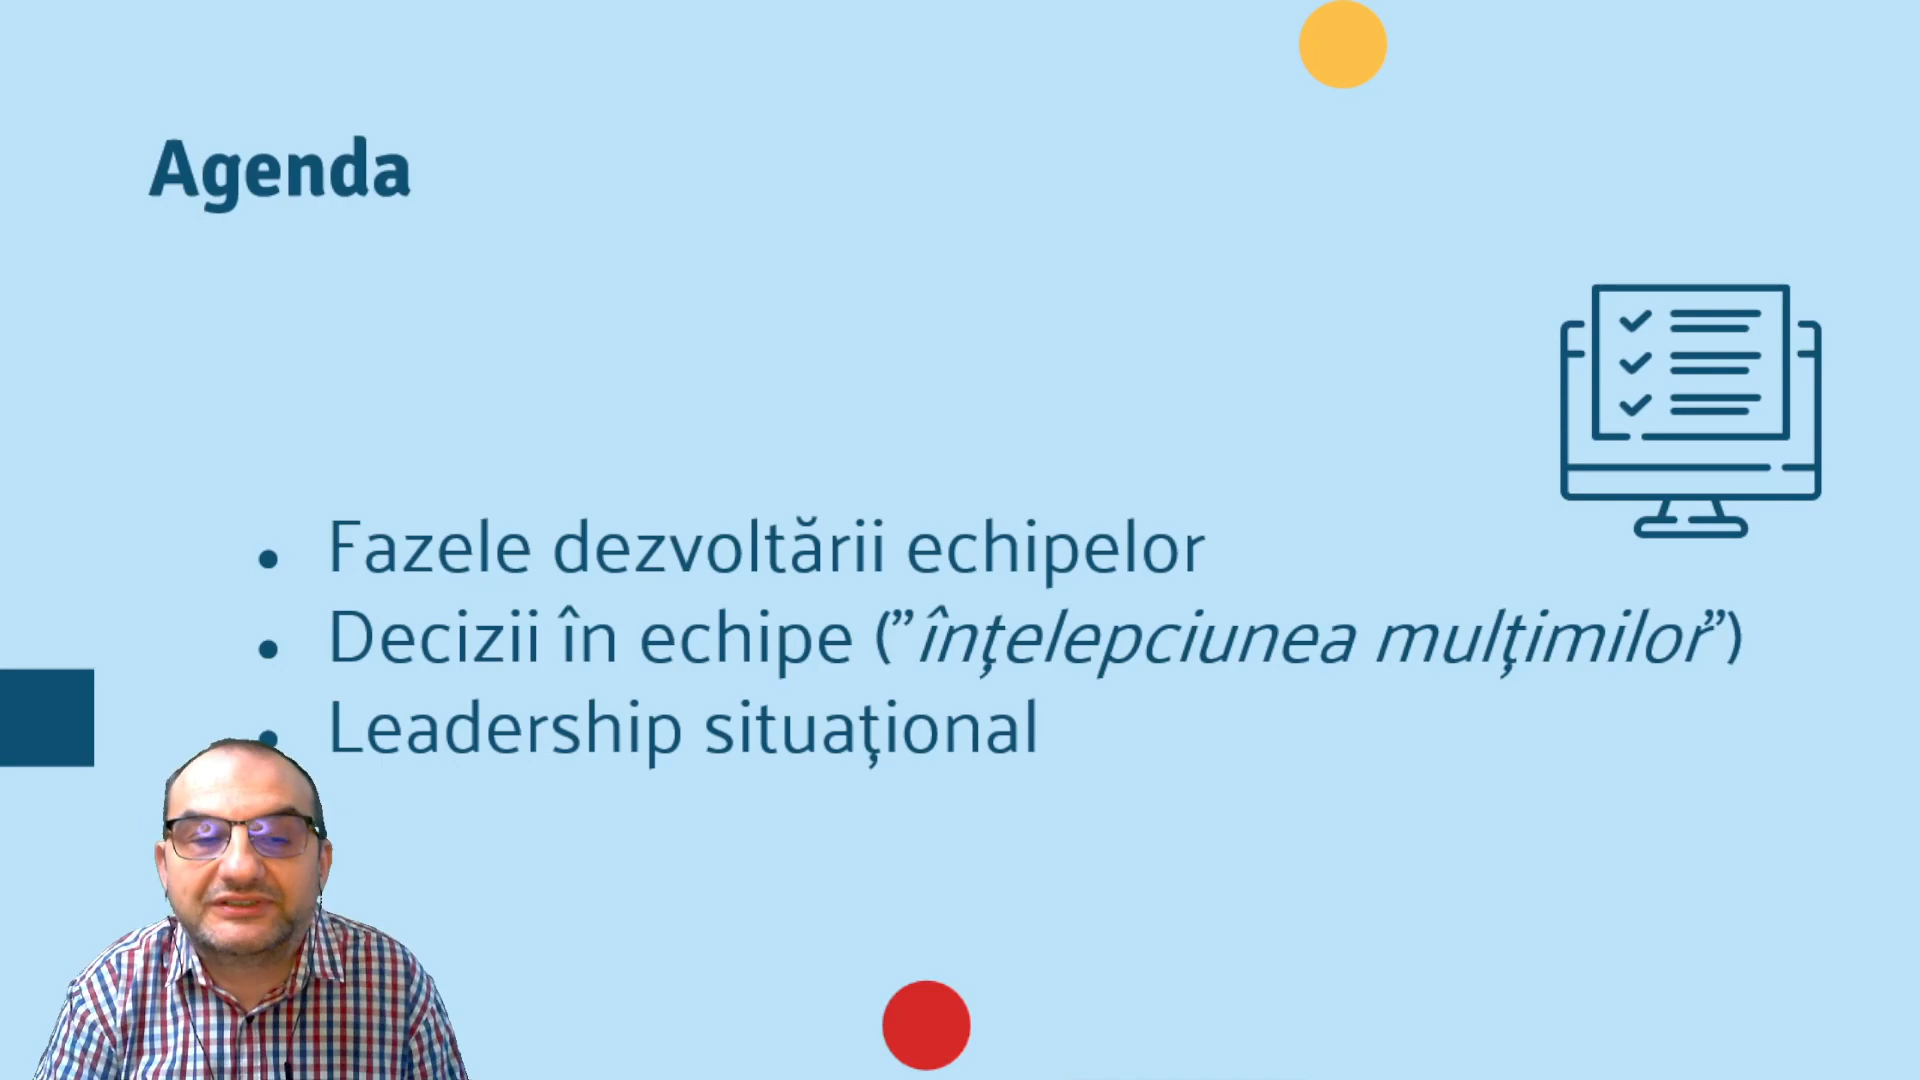 Agenda
• Fazele dezvoltării echipelor
• Decizii în echipe (”înțelepciunea mulțimilor”)
• Leadership situațional